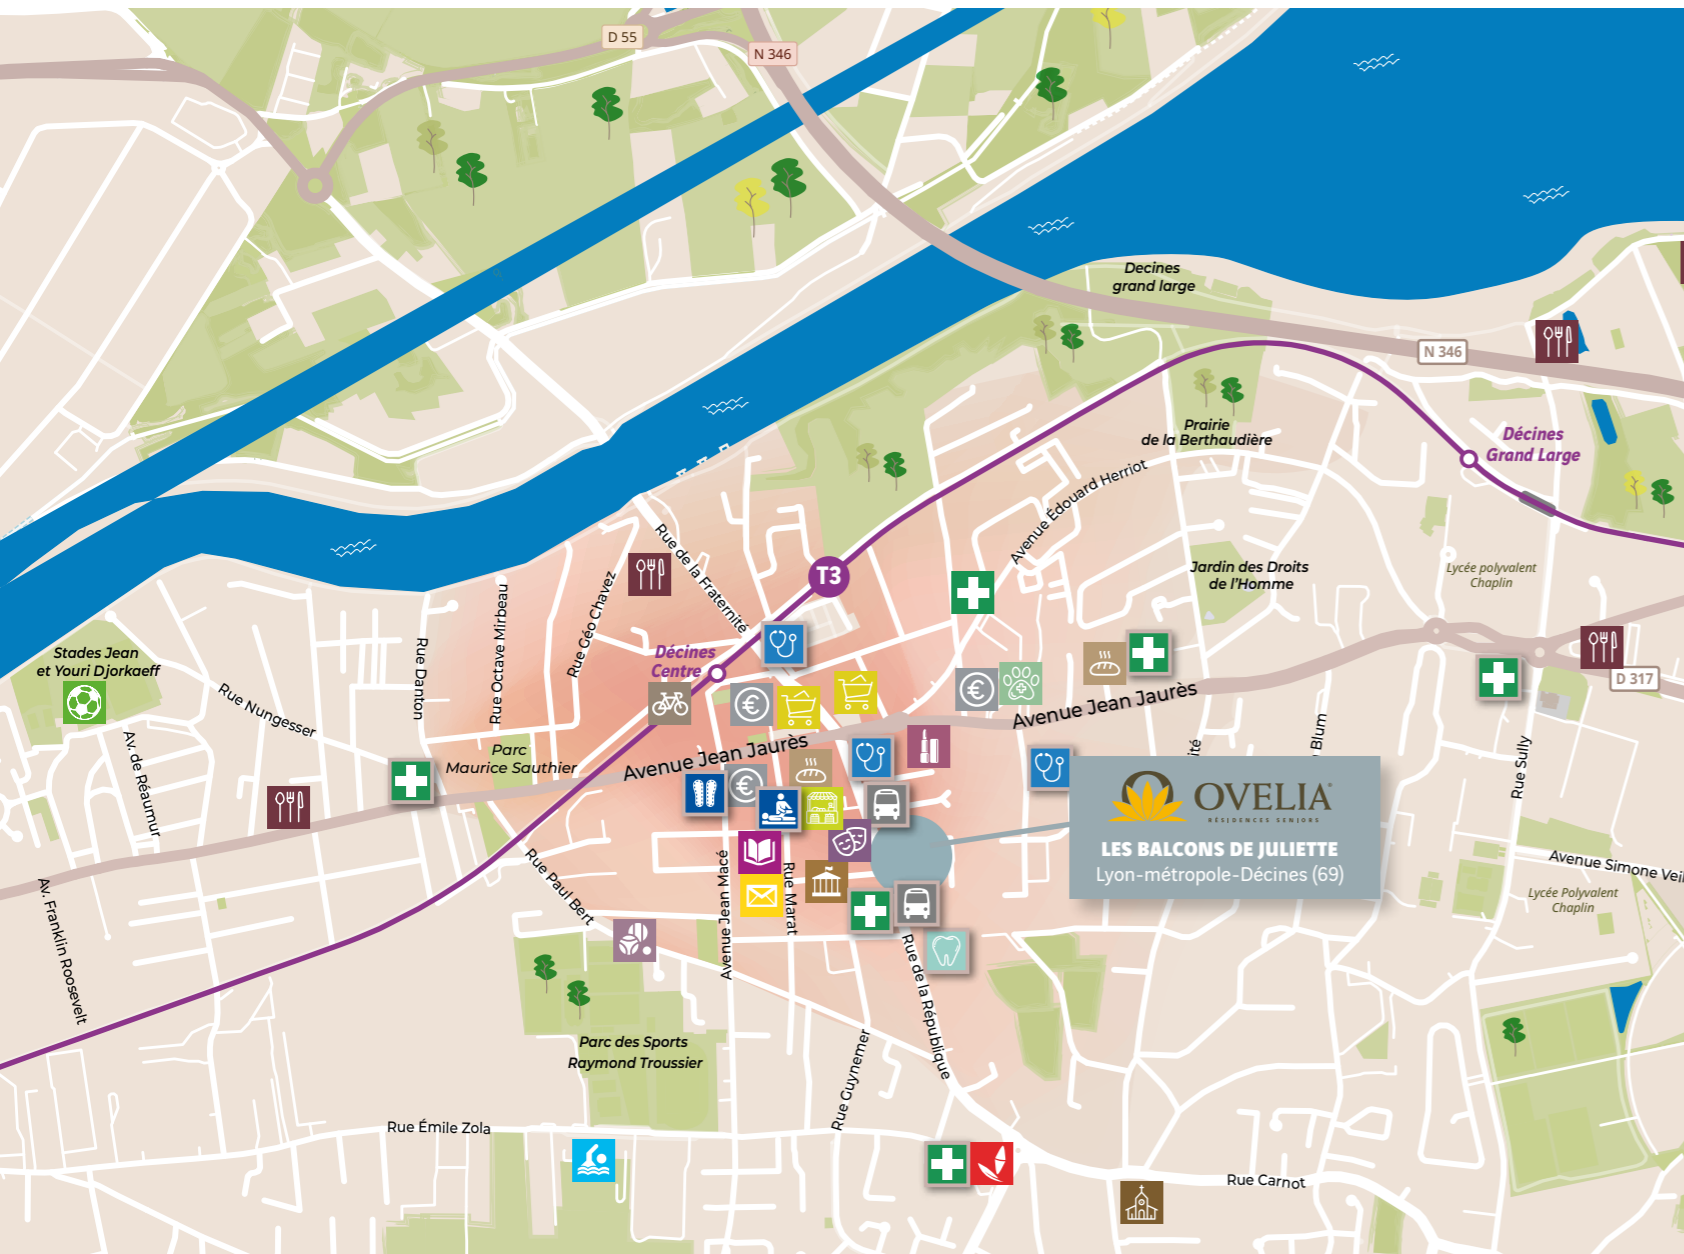 D 55
N 346
Decines
grand large
N 346
Prairie
de la Berthaudière
Décines
Grand Large
Avenue Édouard Herriot
Rue de la Fraternité
T3
Jardin des Droits
de l'Homme
Lycée polyvalent
Chaplin
Rue Géo Chavez
Rue Octave Mirbeau
Rue Danton
Stades Jean
et Youri Djorkaeff
Décines
Centre
Rue Nungesser
D 317
€
€
Avenue Jean Jaurès
Avenue Jean Jaurès
Av. de Réaumur
Parc
Maurice Sauthier
€
ité
Blum
Rue Sully
OVELIA
RÉSIDENCES SENIORS
LES BALCONS DE JULIETTE
Lyon-métropole-Décines (69)
Avenue Simone Veil
Lycée Polyvalent
Chaplin
Av. Franklin Roosevelt
Rue Paul Bert
Avenue Jean Macé
Rue Marat
Rue de la République
Parc des Sports
Raymond Troussier
Rue Guynemer
Rue Émile Zola
Rue Carnot